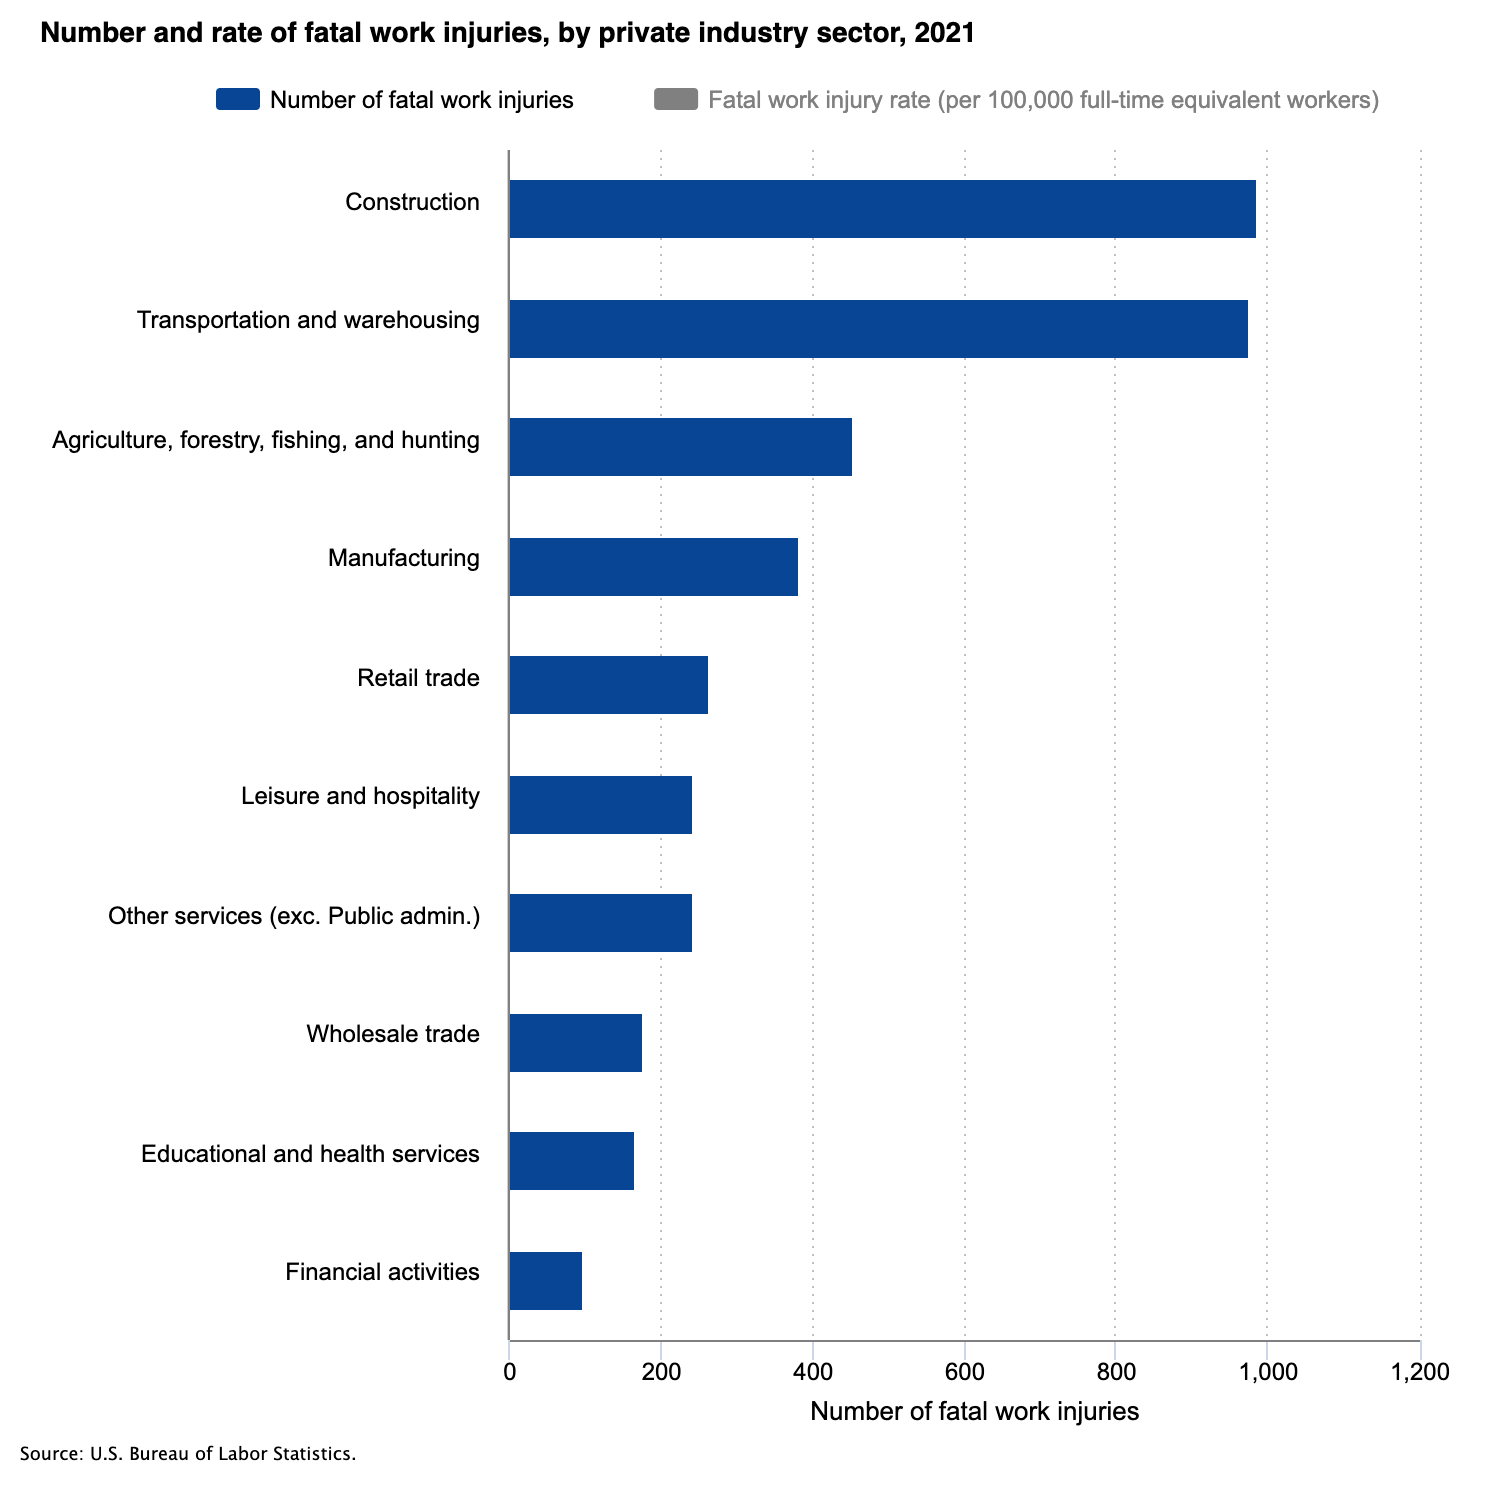 Number and rate of fatal work injuries, by private industry sector, 2021
Number of fatal work injuries
Fatal work injury rate (per 100,000 full-time equivalent workers)
Construction
Transportation and warehousing
Agriculture, forestry, fishing, and hunting
Manufacturing
Retail trade
Leisure and hospitality
Other services (exc. Public admin.)
Wholesale trade
Educational and health services
Financial activities
0 200 400 600 800 1,000 1,200
Number of fatal work injuries
Source: U.S. Bureau of Labor Statistics.